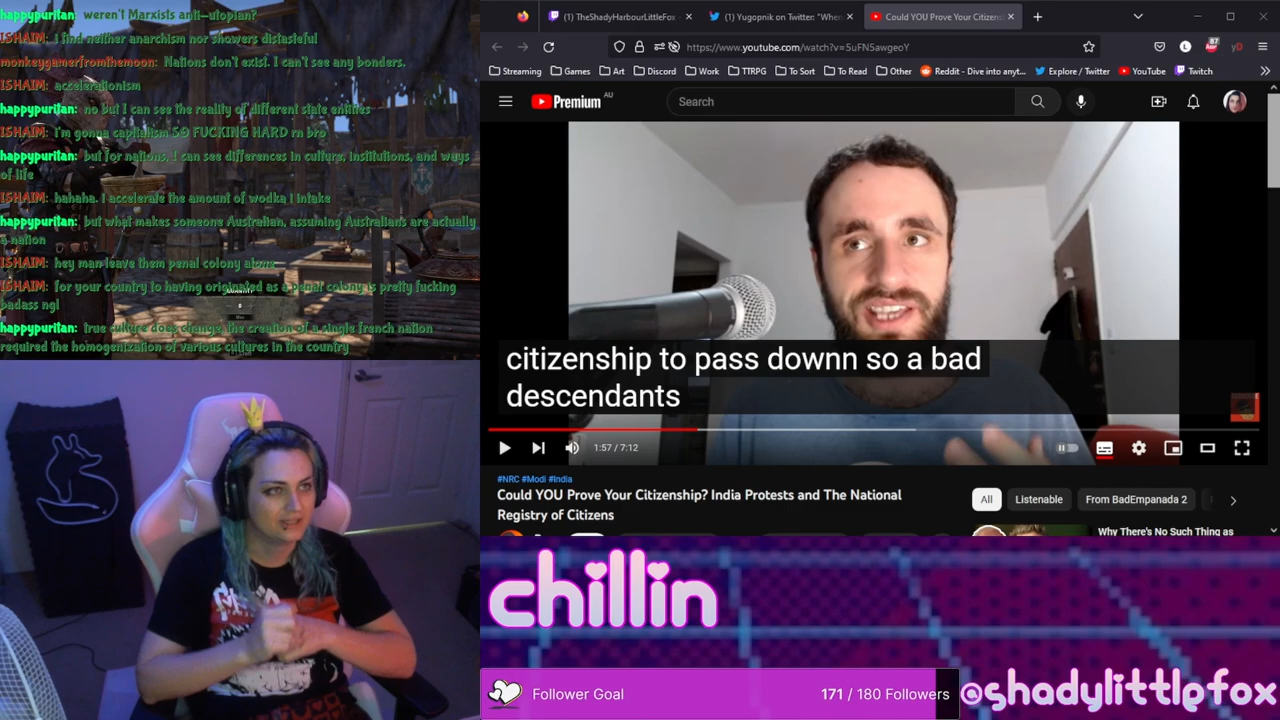 happypuritan: weren't Marxists anti-utopian?
ISHAIM: I find neither anarchism nor showers distasteful
monkeygamerfromthemoon: Nations don't exist. I can't see any bonders.
ISHAIM: accelerationism
happypuritan: no but I can see the reality of different state entities
ISHAIM: i'm gonna capitalism SO FUCKING HARD rn bro
happypuritan: but for nations, I can see differences in culture, institutions, and ways
of life
ISHAIM: hahaha. I accelerate the amount of wodka I intake
happypuritan: but what makes someone Australian, assuming Australians are actually
a nation
ISHAIM: hey man leave them penal colony alone
ISHAIM: for your country to having originated as a penal colony is pretty fucking
badass ngl
happypuritan: true culture does change, the creation of a single french nation
required the homogenization of various cultures in the country
(1) TheShadyHarbourLittleFox -
(1) Yugopnik on Twitter: "When
Could YOU Prove Your Citizens
https://www.youtube.com/watch?v=5uFN5awgeoY
87
yD
Streaming
Games
Art
Discord
Work
TTRPG
To Sort
To Read
Other
Reddit - Dive into anyt...
Explore / Twitter
YouTube
Twitch
Premium AU
Search
citizenship to pass downn so a bad
descendants
1:57 / 7:12
#NRC #Modi #India
Could YOU Prove Your Citizenship? India Protests and The National
Registry of Citizens
All
Listenable
From BadEmpanada 2
Why There's No Such Thing as
chillin
Follower Goal
171 / 180 Followers
@shadylittlefox